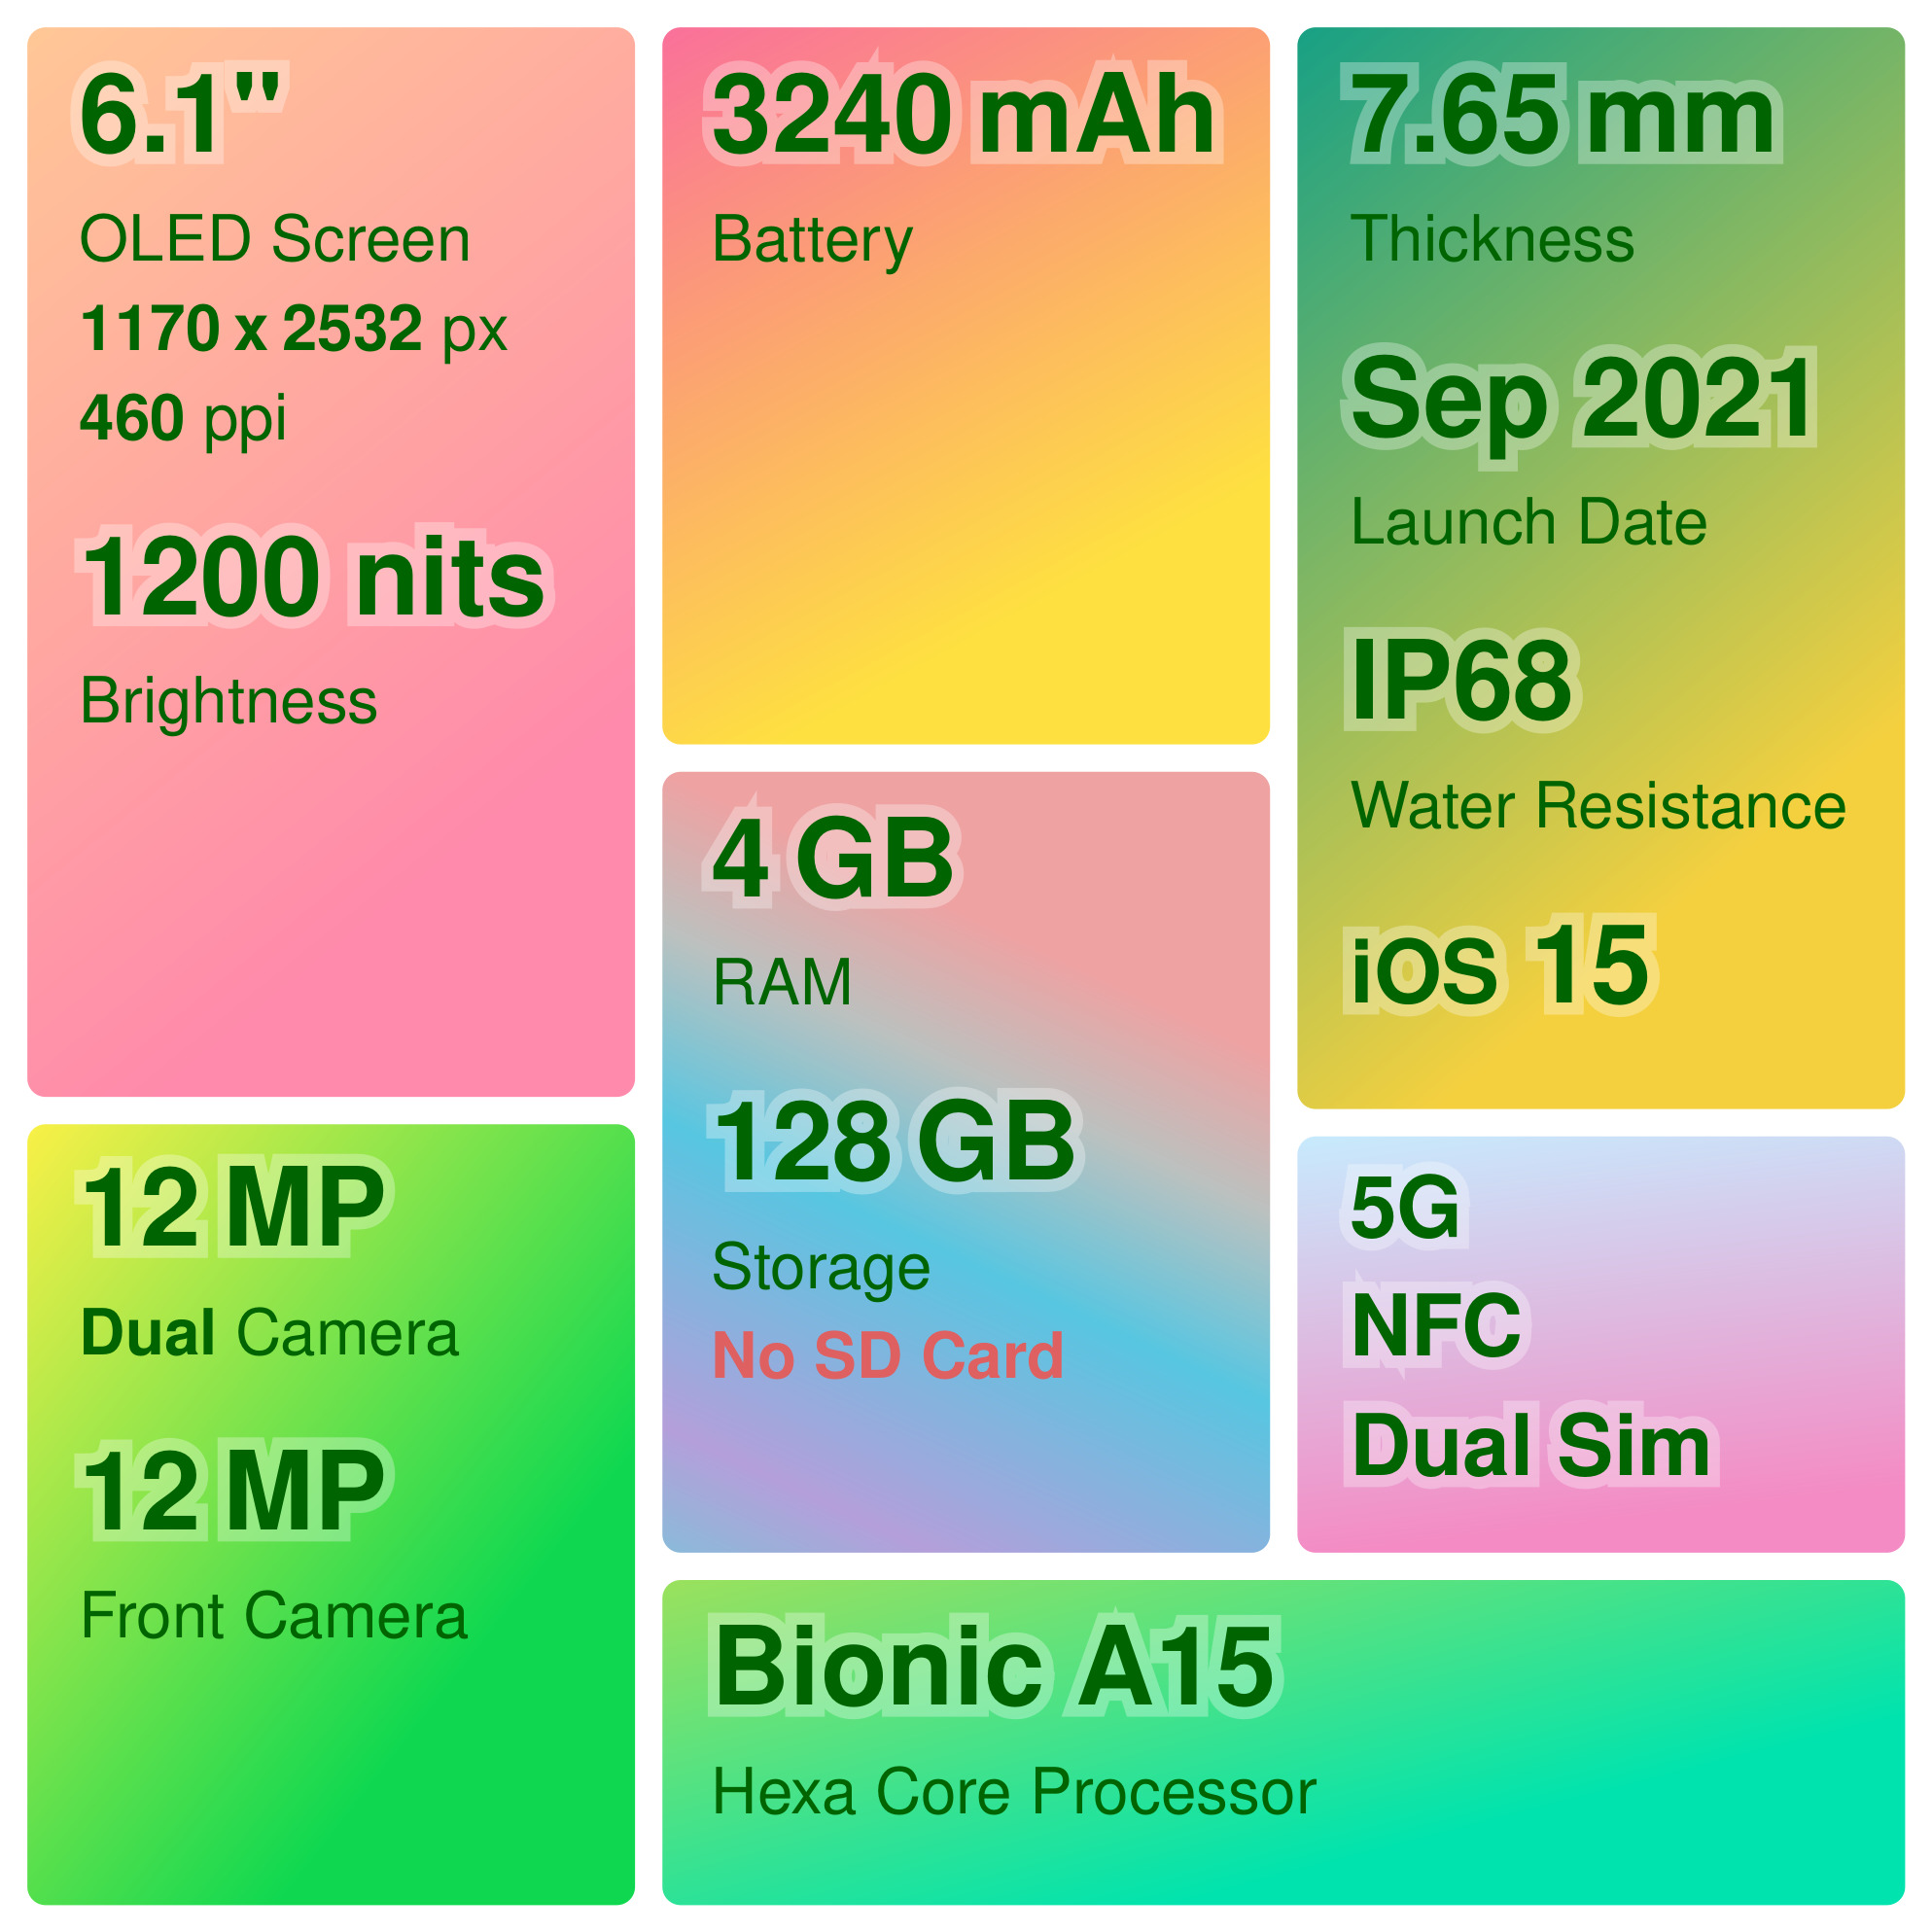 6.1"
OLED Screen
1170 x 2532 px
460 ppi
1200 nits
Brightness
12 MP
Dual Camera
12 MP
Front Camera
3240 mAh
Battery
4 GB
RAM
128 GB
Storage
No SD Card
7.65 mm
Thickness
Sep 2021
Launch Date
IP68
Water Resistance
iOS 15
5G
NFC
Dual Sim
Bionic A15
Hexa Core Processor